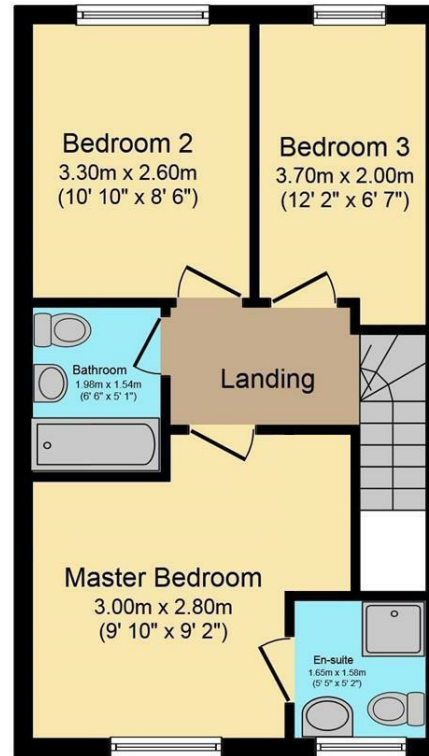 Bedroom 2
3.30m x 2.60m
(10' 10" x 8' 6")
Bedroom 3
3.70m x 2.00m
(12' 2" x 6' 7")
Bathroom
1.98m x 1.54m
(6' 6" x 5' 1")
Landing
Master Bedroom
3.00m x 2.80m
(9' 10" x 9' 2")
En-suite
1.65m x 1.58m
(5' 5" x 5' 2")